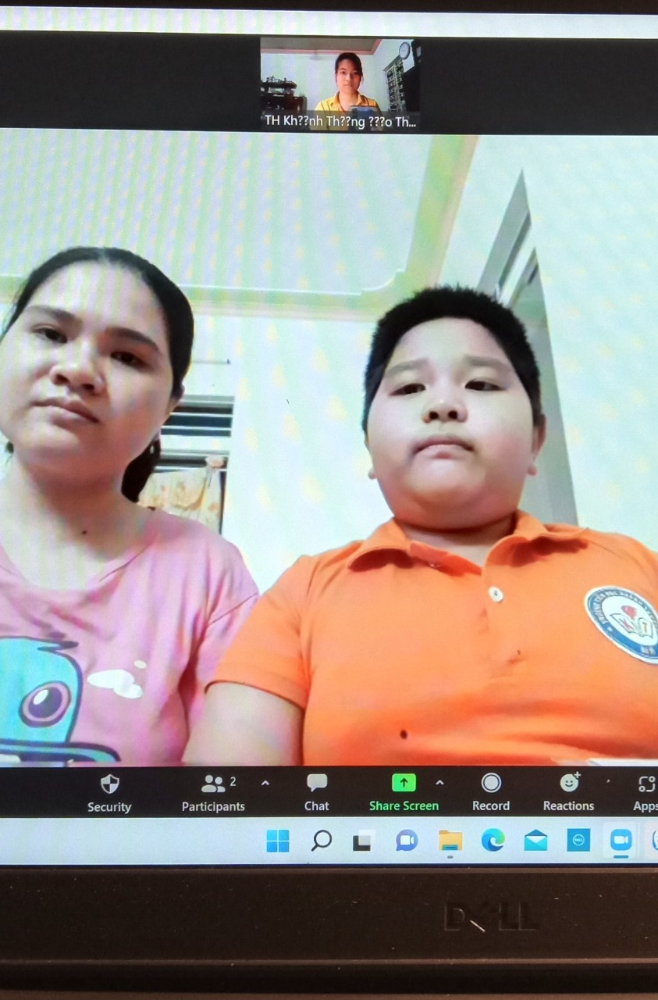 TH Kh??nh Th??ng ???o Th...
Security
Participants
2
Chat
Share Screen
Record
Reactions
Apps
DELL